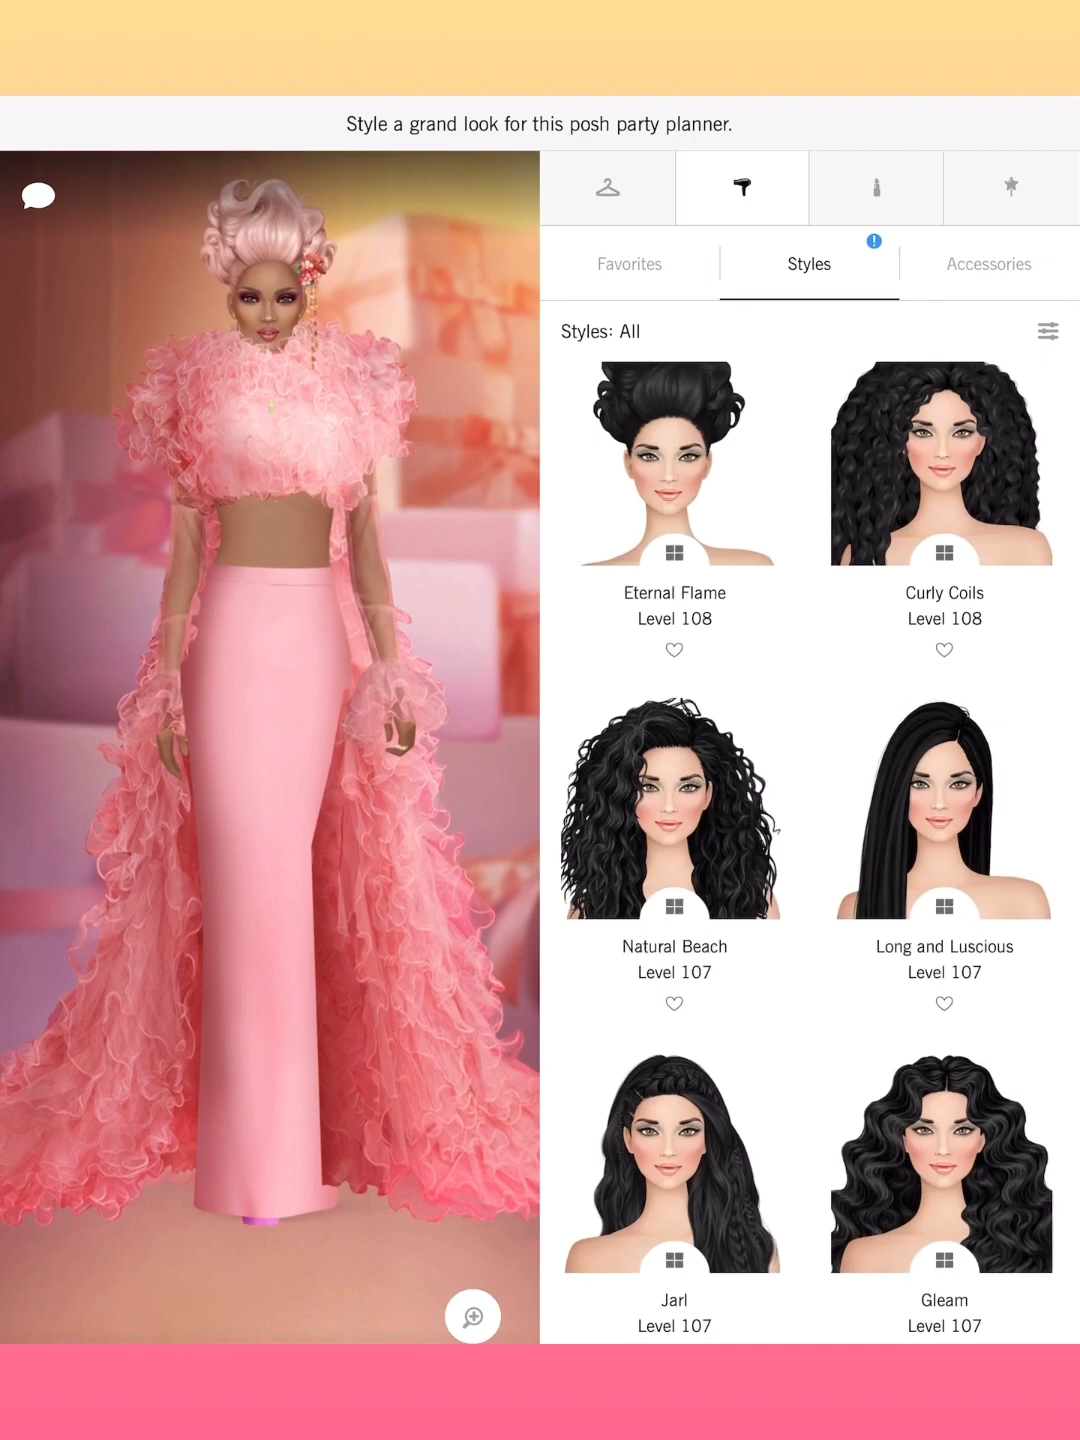 Style a grand look for this posh party planner.
Favorites
Styles
Accessories
Styles: All
Eternal Flame
Level 108
Curly Coils
Level 108
Natural Beach
Level 107
Long and Luscious
Level 107
Jarl
Level 107
Gleam
Level 107